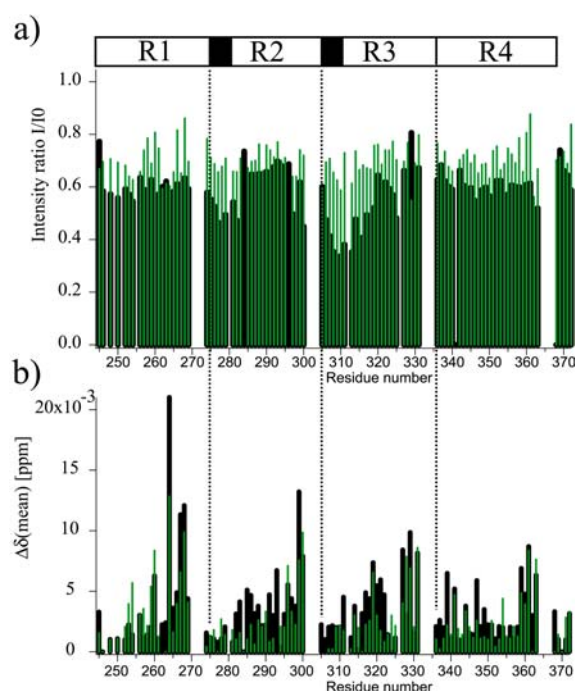 a)
R1 R2 R3 R4
1.0
0.8
0.6
0.4
0.2
0.0
Intensity ratio I/I0
250 260 270 280 290 300 310 320 330 340 350 360 370
Residue number
b)
20x10-3
15
10
5
0
Δδ(mean) [ppm]
250 260 270 280 290 300 310 320 330 340 350 360 370
Residue number